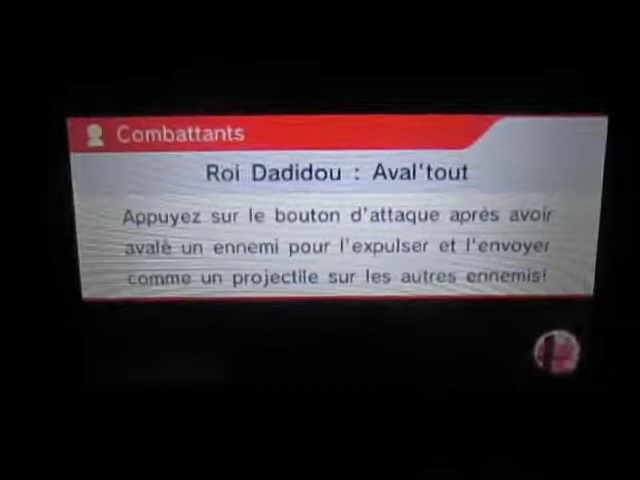 Combattants
Roi Dadidou : Aval'tout
Appuyez sur le bouton d'attaque après avoir
avalé un ennemi pour l'expulser et l'envoyer
comme un projectile sur les autres ennemis!